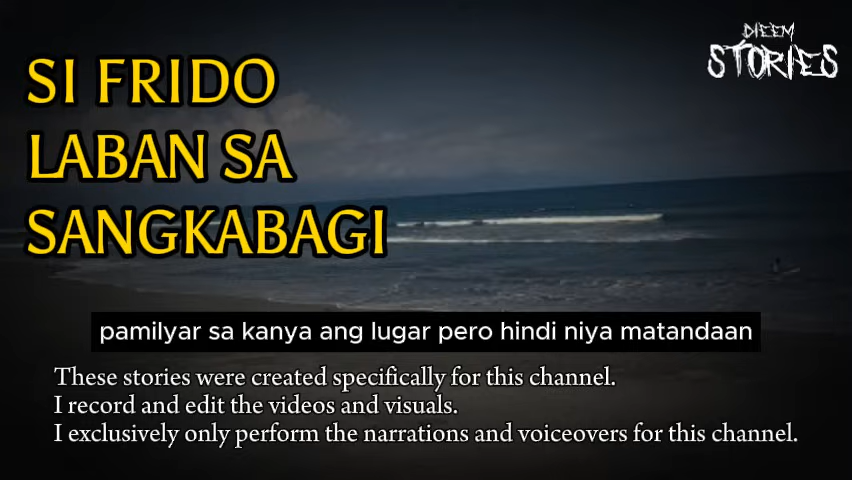 DIEEM
STORIES
SI FRIDO
LABAN SA
SANGKABAGI
pamilyar sa kanya ang lugar pero hindi niya matandaan
These stories were created specifically for this channel.
I record and edit the videos and visuals.
I exclusively only perform the narrations and voiceovers for this channel.